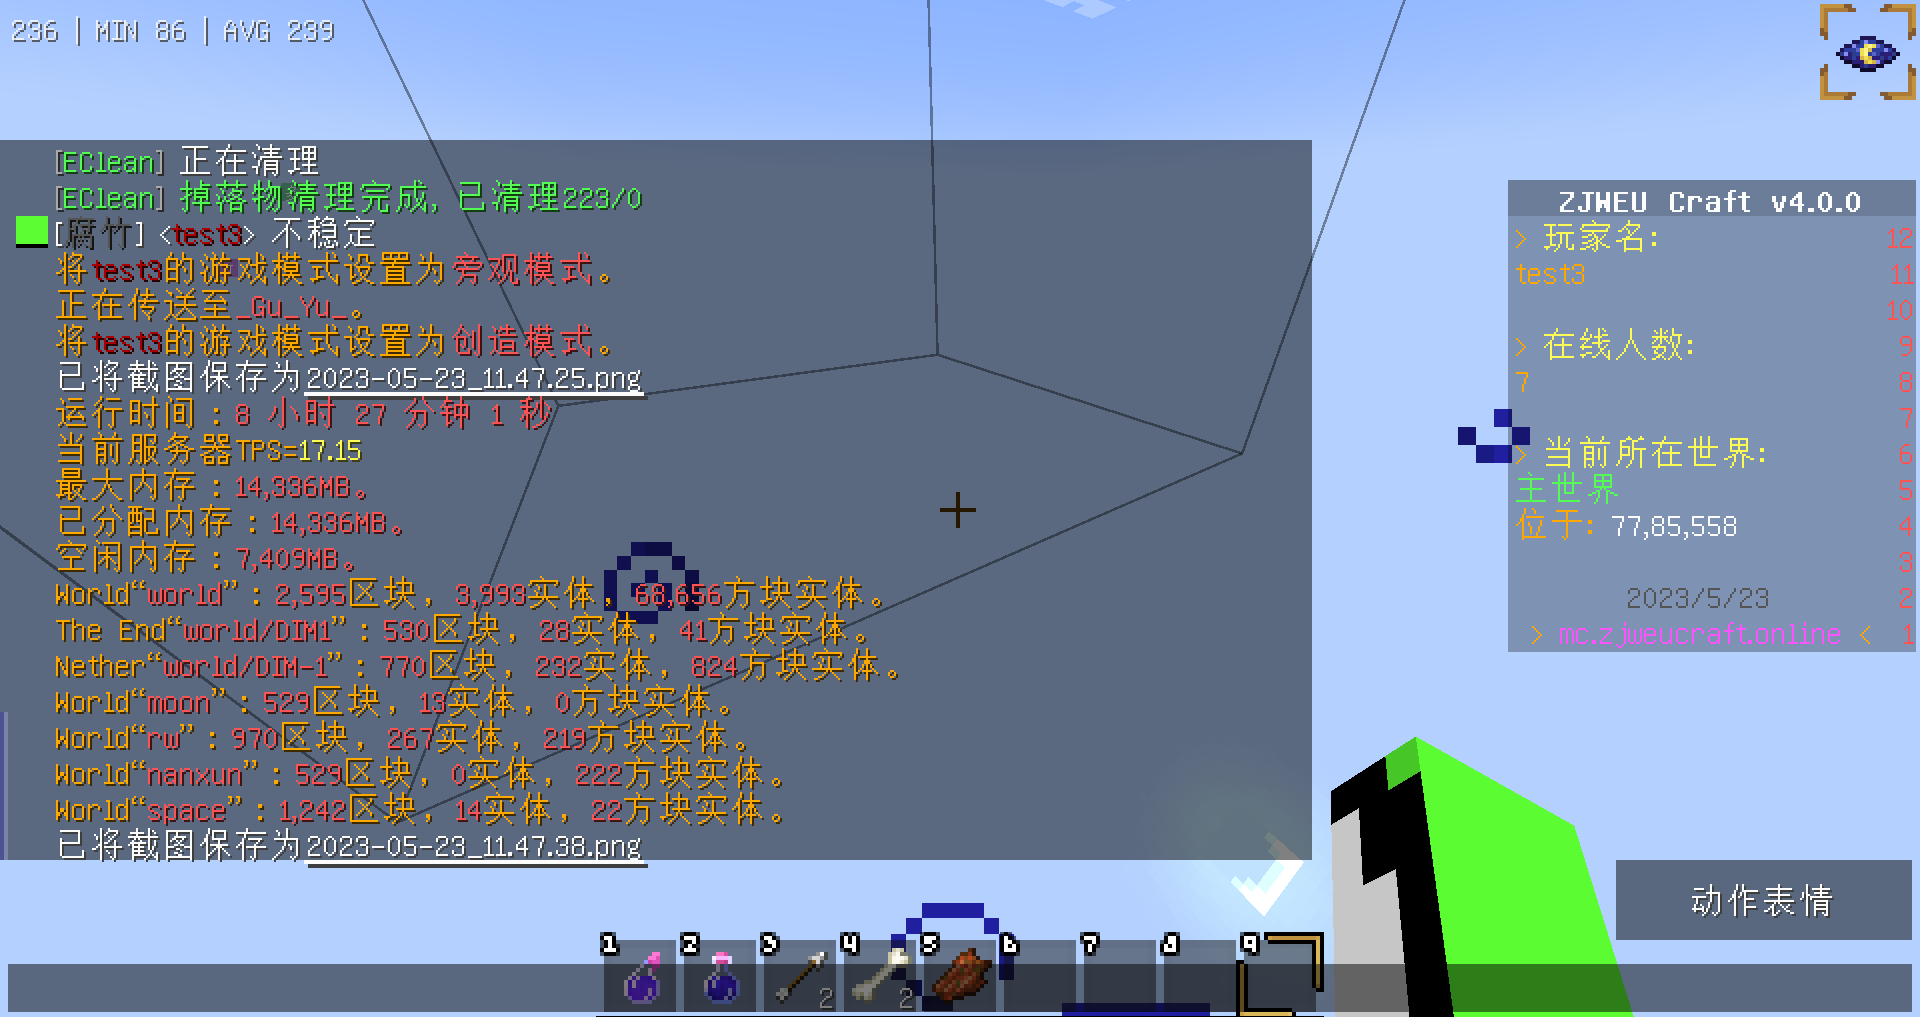 236 | MIN 86 | AVG 239
[EClean] 正在清理
[EClean] 掉落物清理完成, 已清理223/0
[腐竹] <test3> 不稳定
将test3的游戏模式设置为旁观模式。
正在传送至_Gu_Yu_。
将test3的游戏模式设置为创造模式。
已将截图保存为2023-05-23_11.47.25.png
运行时间：8 小时 27 分钟 1 秒
当前服务器TPS=17.15
最大内存：14,336MB。
已分配内存：14,336MB。
空闲内存：7,409MB。
World“world”：2,595区块，3,993实体，68,656方块实体。
The End“world/DIM1”：530区块，28实体，41方块实体。
Nether“world/DIM-1”：770区块，232实体，824方块实体。
World“moon”：529区块，13实体，0方块实体。
World“rw”：970区块，267实体，219方块实体。
World“nanxun”：529区块，0实体，222方块实体。
World“space”：1,242区块，14实体，22方块实体。
已将截图保存为2023-05-23_11.47.38.png
ZJWEU Craft v4.0.0
> 玩家名: 12
test3 11
10
> 在线人数: 9
7 8
7
> 当前所在世界: 6
主世界 5
位于: 77,85,558 4
3
2023/5/23 2
> mc.zjweucraft.online < 1
动作表情
1 2 3 4 5 6 7 8 9
2 2